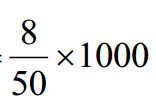 = 8/50 × 1000